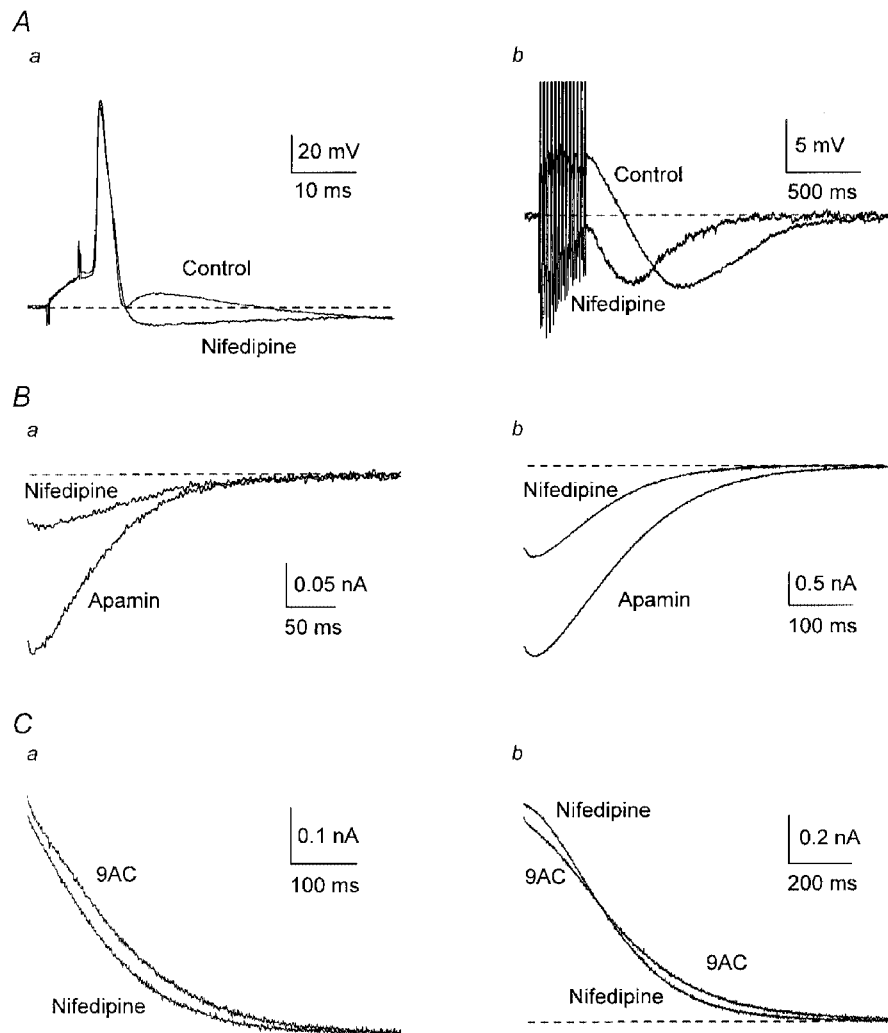 A
a
20 mV
10 ms
Control
Nifedipine
b
5 mV
500 ms
Control
Nifedipine
B
a
Nifedipine
Apamin
0.05 nA
50 ms
b
Nifedipine
Apamin
0.5 nA
100 ms
C
a
0.1 nA
100 ms
9AC
Nifedipine
b
Nifedipine
0.2 nA
200 ms
9AC
9AC
Nifedipine